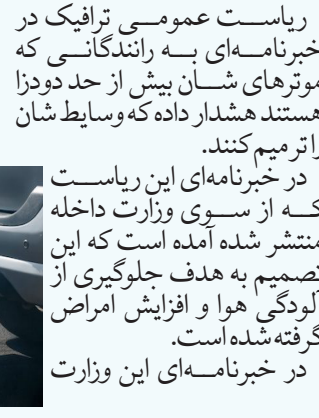 ریاست عمومی ترافیک در
خبرنامه‌ای به رانندگانی که
موترهای شان بیش از حد دودزا
هستند هشدار داده که وسایط شان
را ترمیم کنند.
در خبرنامه‌ای این ریاست
که از سوی وزارت داخله
منتشر شده آمده است که این
تصمیم به هدف جلوگیری از
آلودگی هوا و افزایش امراض
گرفته شده است.
در خبرنامه‌ای این وزارت